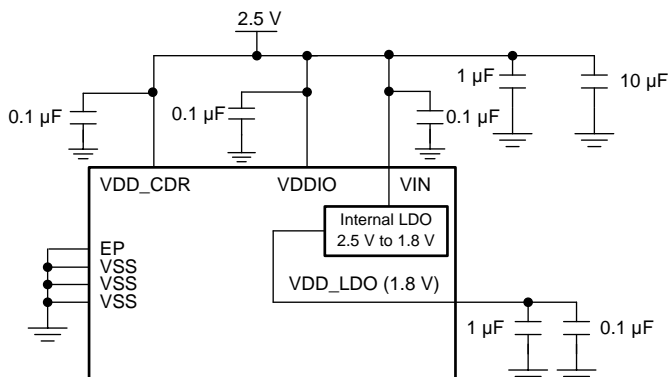 2.5 V
1 µF
10 µF
0.1 µF
0.1 µF
0.1 µF
VDD_CDR
VDDIO
VIN
Internal LDO
2.5 V to 1.8 V
EP
VSS
VSS
VSS
VDD_LDO (1.8 V)
1 µF
0.1 µF